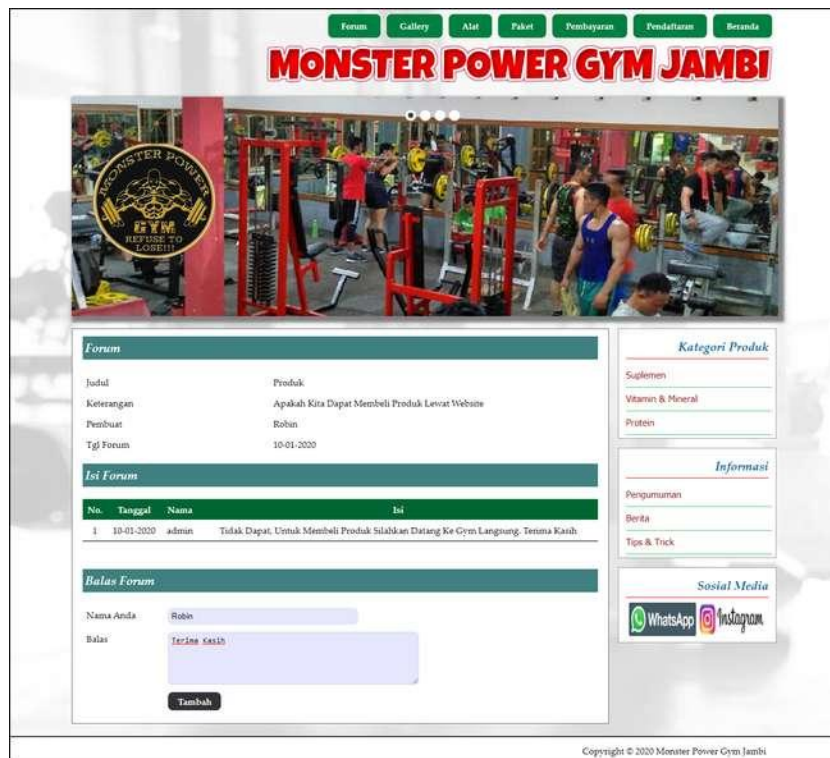 Forum Gallery Alat Paket Pembayaran Pendaftaran Beranda
MONSTER POWER GYM JAMBI
MONSTER POWER
GYM
REFUSE TO
LOSE!!!
Forum
Judul Produk
Keterangan Apakah Kita Dapat Membeli Produk Lewat Website
Pembuat Robin
Tgl Forum 10-01-2020
Isi Forum
No. Tanggal Nama Isi
1 10-01-2020 admin Tidak Dapat, Untuk Membeli Produk Silahkan Datang Ke Gym Langsung. Terima Kasih
Balas Forum
Nama Anda Robin
Balas Terima Kasih
Tambah
Kategori Produk
Suplemen
Vitamin & Mineral
Protein
Informasi
Pengumuman
Berita
Tips & Trick
Sosial Media
WhatsApp Instagram
Copyright © 2020 Monster Power Gym Jambi